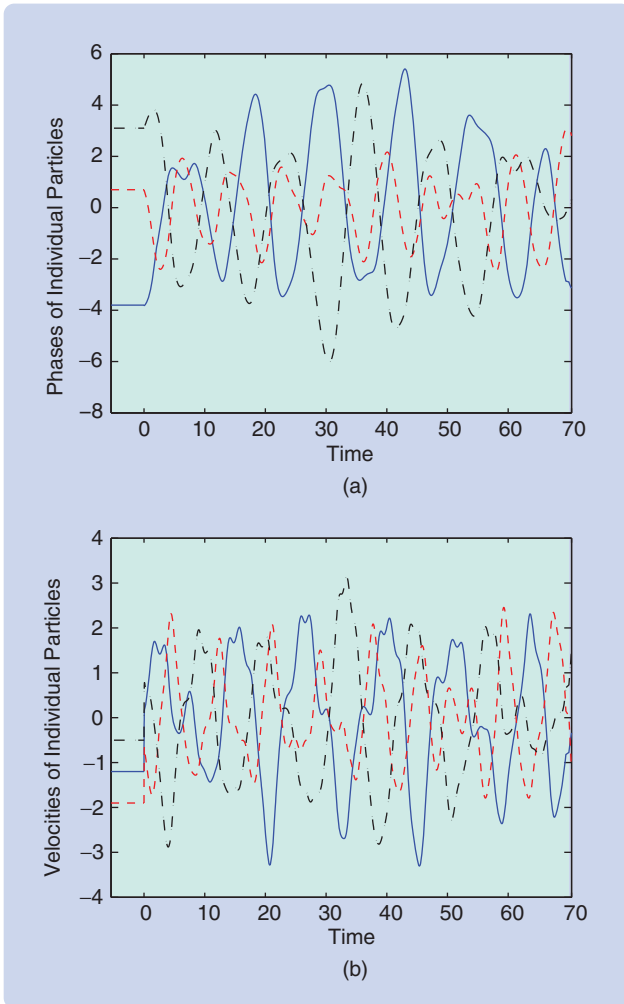 6
4
2
0
−2
−4
−6
−8
Phases of Individual Particles
0 10 20 30 40 50 60 70
Time
(a)
4
3
2
1
0
−1
−2
−3
−4
Velocities of Individual Particles
0 10 20 30 40 50 60 70
Time
(b)